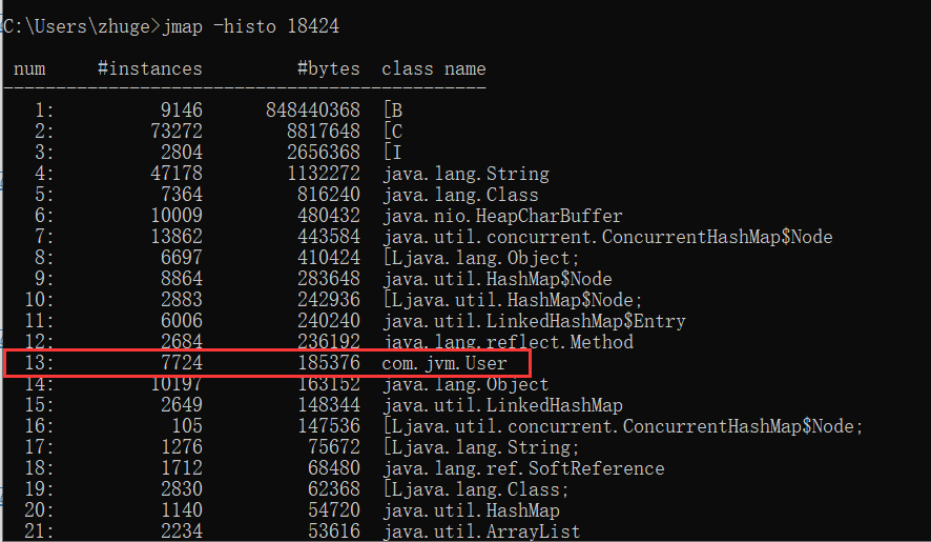 C:\Users\zhuge>jmap -histo 18424
num #instances #bytes class name
----------------------------------------------
1: 9146 848440368 [B
2: 73272 8817648 [C
3: 2804 2656368 [I
4: 47178 1132272 java.lang.String
5: 7364 816240 java.lang.Class
6: 10009 480432 java.nio.HeapCharBuffer
7: 13862 443584 java.util.concurrent.ConcurrentHashMap$Node
8: 6697 410424 [Ljava.lang.Object;
9: 8864 283648 java.util.HashMap$Node
10: 2883 242936 [Ljava.util.HashMap$Node;
11: 6006 240240 java.util.LinkedHashMap$Entry
12: 2684 236192 java.lang.reflect.Method
13: 7724 185376 com.jvm.User
14: 10197 163152 java.lang.Object
15: 2649 148344 java.util.LinkedHashMap
16: 105 147536 [Ljava.util.concurrent.ConcurrentHashMap$Node;
17: 1276 75672 [Ljava.lang.String;
18: 1712 68480 java.lang.ref.SoftReference
19: 2830 62368 [Ljava.lang.Class;
20: 1140 54720 java.util.HashMap
21: 2234 53616 java.util.ArrayList